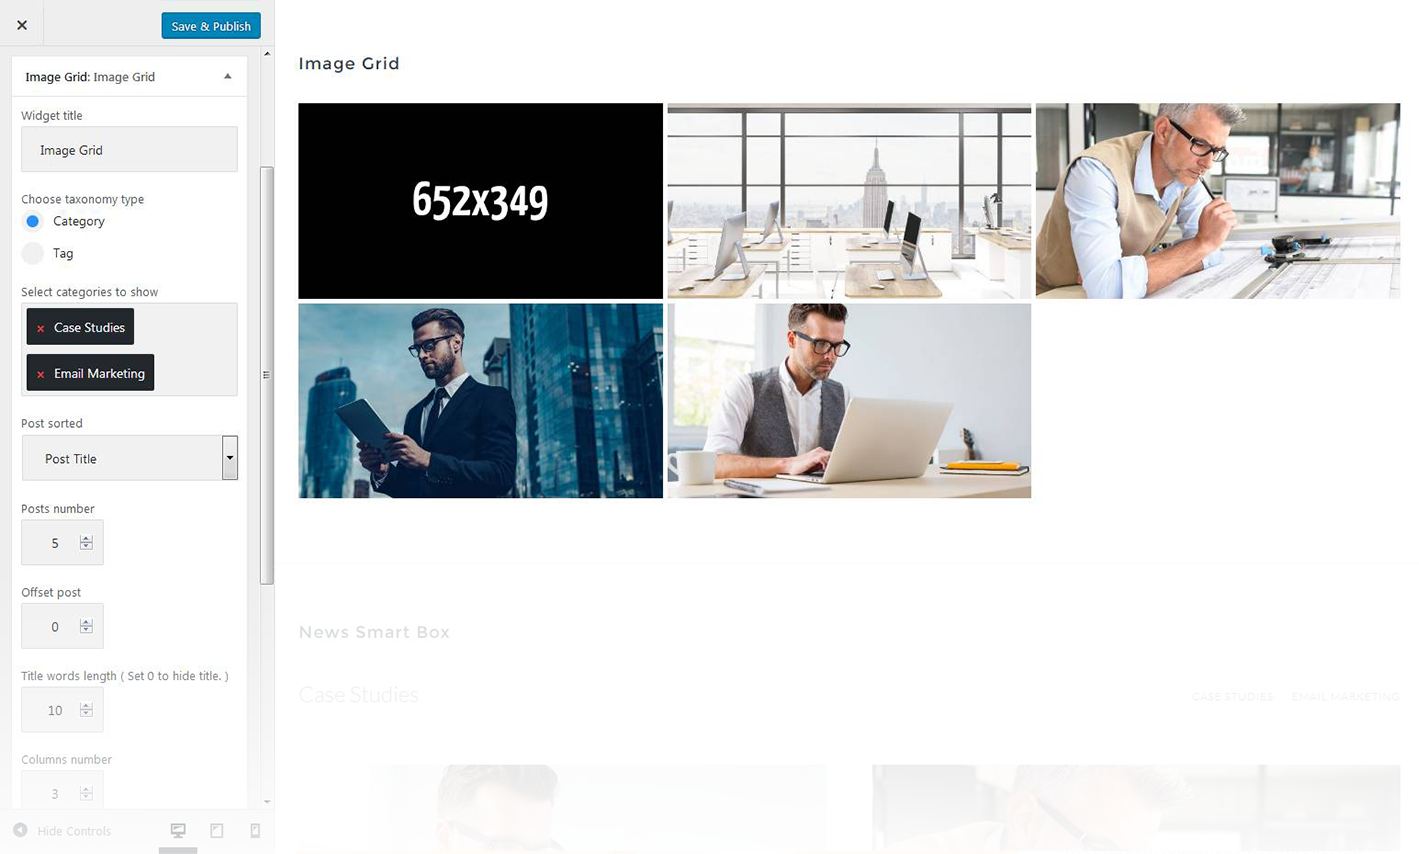 Save & Publish
Image Grid: Image Grid
Widget title
Image Grid
Choose taxonomy type
Category
Tag
Select categories to show
× Case Studies
× Email Marketing
Post sorted
Post Title
Posts number
5
Offset post
0
Title words length ( Set 0 to hide title. )
10
Columns number
3
Hide Controls
Image Grid
652x349
News Smart Box
Case Studies
CASE STUDIES EMAIL MARKETING